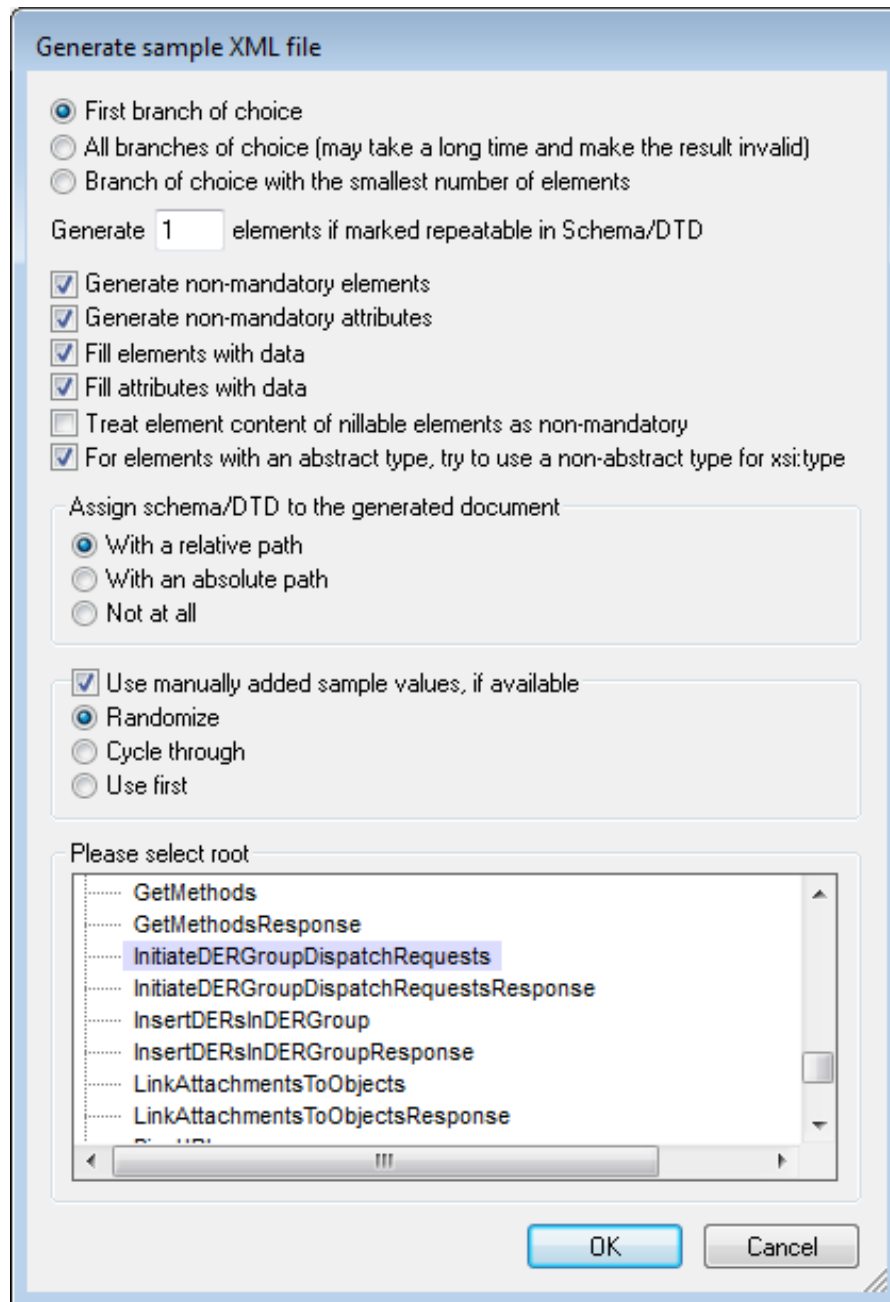 Generate sample XML file
First branch of choice
All branches of choice (may take a long time and make the result invalid)
Branch of choice with the smallest number of elements
Generate 1 elements if marked repeatable in Schema/DTD
Generate non-mandatory elements
Generate non-mandatory attributes
Fill elements with data
Fill attributes with data
Treat element content of nillable elements as non-mandatory
For elements with an abstract type, try to use a non-abstract type for xsi:type
Assign schema/DTD to the generated document
With a relative path
With an absolute path
Not at all
Use manually added sample values, if available
Randomize
Cycle through
Use first
Please select root
GetMethods
GetMethodsResponse
InitiateDERGroupDispatchRequests
InitiateDERGroupDispatchRequestsResponse
InsertDERsInDERGroup
InsertDERsInDERGroupResponse
LinkAttachmentsToObjects
LinkAttachmentsToObjectsResponse
OK Cancel